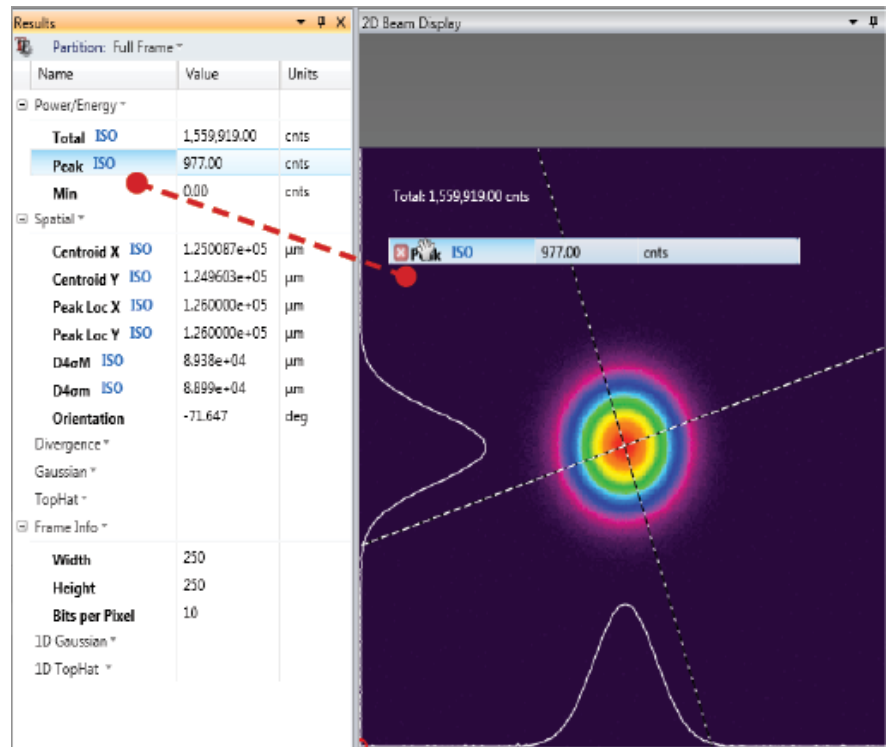 Results
Partition: Full Frame
Name Value Units
Power/Energy
Total ISO 1,559,919.00 cnts
Peak ISO 977.00 cnts
Min 0.00 cnts
Spatial
Centroid X ISO 1.250087e+05 µm
Centroid Y ISO 1.249603e+05 µm
Peak Loc X ISO 1.260000e+05 µm
Peak Loc Y ISO 1.260000e+05 µm
D4σM ISO 8.938e+04 µm
D4σm ISO 8.899e+04 µm
Orientation -71.647 deg
Divergence
Gaussian
TopHat
Frame Info
Width 250
Height 250
Bits per Pixel 10
1D Gaussian
1D TopHat
2D Beam Display
Total: 1,559,919.00 cnts
Peak ISO 977.00 cnts